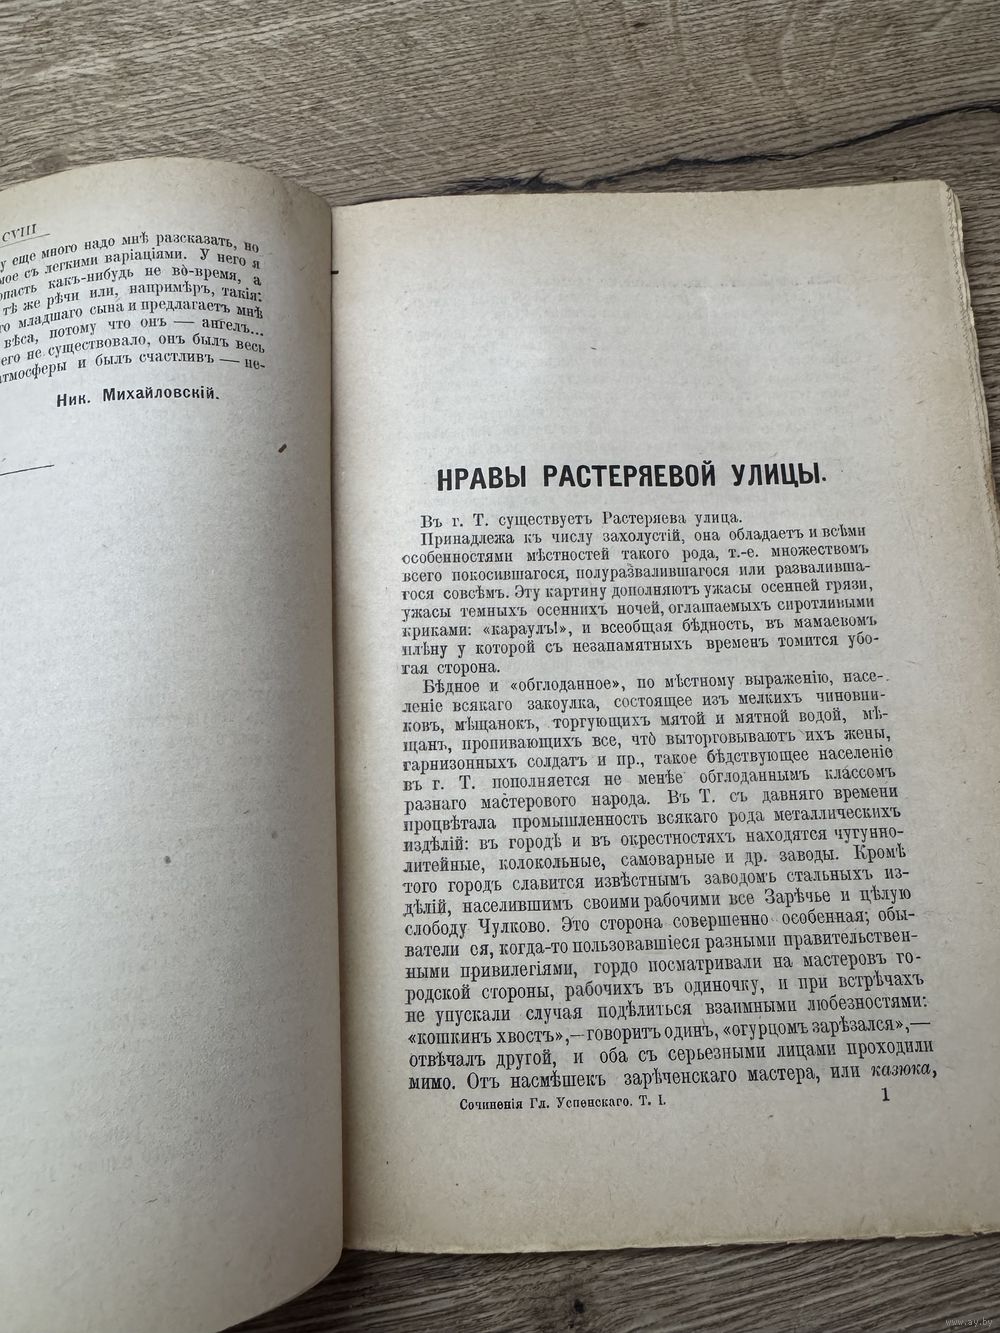 CVIII
у еще много надо мнѣ разсказать, но
мое съ легкими варіаціями. У него я
опасть какъ-нибудь не во̀-время, а
тѣ же рѣчи или, напримѣръ, такія:
го младшаго сына и предлагаетъ мнѣ
вѣса, потому что онъ — ангелъ...
его не существовало, онъ былъ весь
атмосферы и былъ счастливъ — не-
Ник. Михайловскій.
НРАВЫ РАСТЕРЯЕВОЙ УЛИЦЫ.
Въ г. Т. существуетъ Растеряева улица.
Принадлежа къ числу захолустій, она обладаетъ и всѣми
особенностями мѣстностей такого рода, т.-е. множествомъ
всего покосившагося, полуразвалившагося или разваливша-
гося совсѣмъ. Эту картину дополняютъ ужасы осенней грязи,
ужасы темныхъ осеннихъ ночей, оглашаемыхъ сиротливыми
криками: «караулъ!», и всеобщая бѣдность, въ мамаевомъ
плѣну у которой съ незапамятныхъ временъ томится убо-
гая сторона.
Бѣдное и «обглоданное», по мѣстному выраженію, насе-
леніе всякаго закоулка, состоящее изъ мелкихъ чиновни-
ковъ, мѣщанокъ, торгующихъ мятой и мятной водой, мѣ-
щанъ, пропивающихъ все, что̀ выторговываютъ ихъ жены,
гарнизонныхъ солдатъ и пр., такое бѣдствующее населеніе
въ г. Т. пополняется не менѣе обглоданнымъ классомъ
разнаго мастерового народа. Въ Т. съ давняго времени
процвѣтала промышленность всякаго рода металлическихъ
издѣлій: въ городѣ и въ окрестностяхъ находятся чугунно-
литейные, колокольные, самоварные и др. заводы. Кромѣ
того городъ славится извѣстнымъ заводомъ стальныхъ из-
дѣлій, населившимъ своими рабочими все Зарѣчье и цѣлую
слободу Чулково. Это сторона совершенно особенная; обы-
ватели ся, когда-то пользовавшіеся разными правительствен-
ными привилегіями, гордо посматривали на мастеровъ го-
родской стороны, рабочихъ въ одиночку, и при встрѣчахъ
не упускали случая подѣлиться взаимными любезностями:
«кошкинъ хвостъ»,—говоритъ одинъ, «огурцомъ зарѣзался»,—
отвѣчалъ другой, и оба съ серьезными лицами проходили
мимо. Отъ насмѣшекъ зарѣченскаго мастера, или казюка,
Сочиненія Гл. Успенскаго. Т. I.
1
www.ay.by